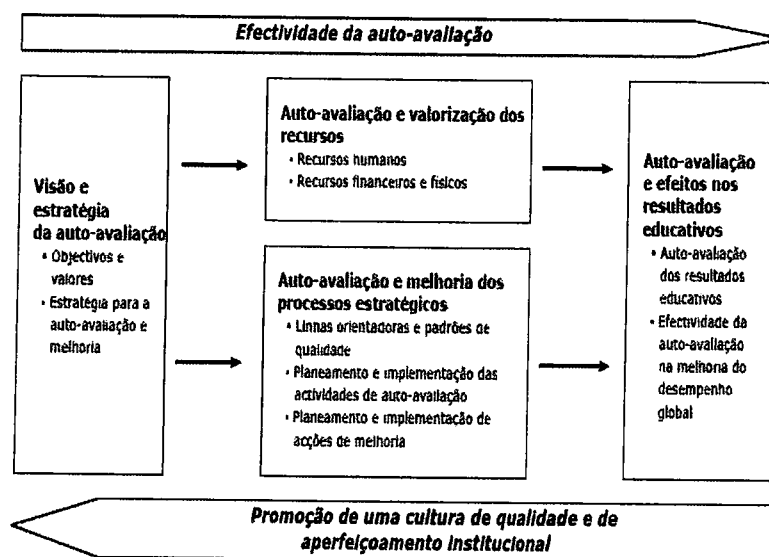 Efectividade da auto-avaliação
Visão e
estratégia
da auto-avaliação
• Objectivos e
valores
• Estratégia para a
auto-avaliação e
melhoria
Auto-avaliação e valorização dos
recursos
• Recursos humanos
• Recursos financeiros e físicos
Auto-avaliação e melhoria dos
processos estratégicos
• Linnas orientadoras e padrões de
qualidade
• Planeamento e implementação das
actividades de auto-avaliação
• Planeamento e implementação de
acções de melhoria
Auto-avaliação
e efeitos nos
resultados
educativos
• Auto-avaliação
dos resultados
educativos
• Efectividade da
auto-avaliação
na melhoria do
desempenho
global
Promoção de uma cultura de qualidade e de
aperfeiçoamento institucional